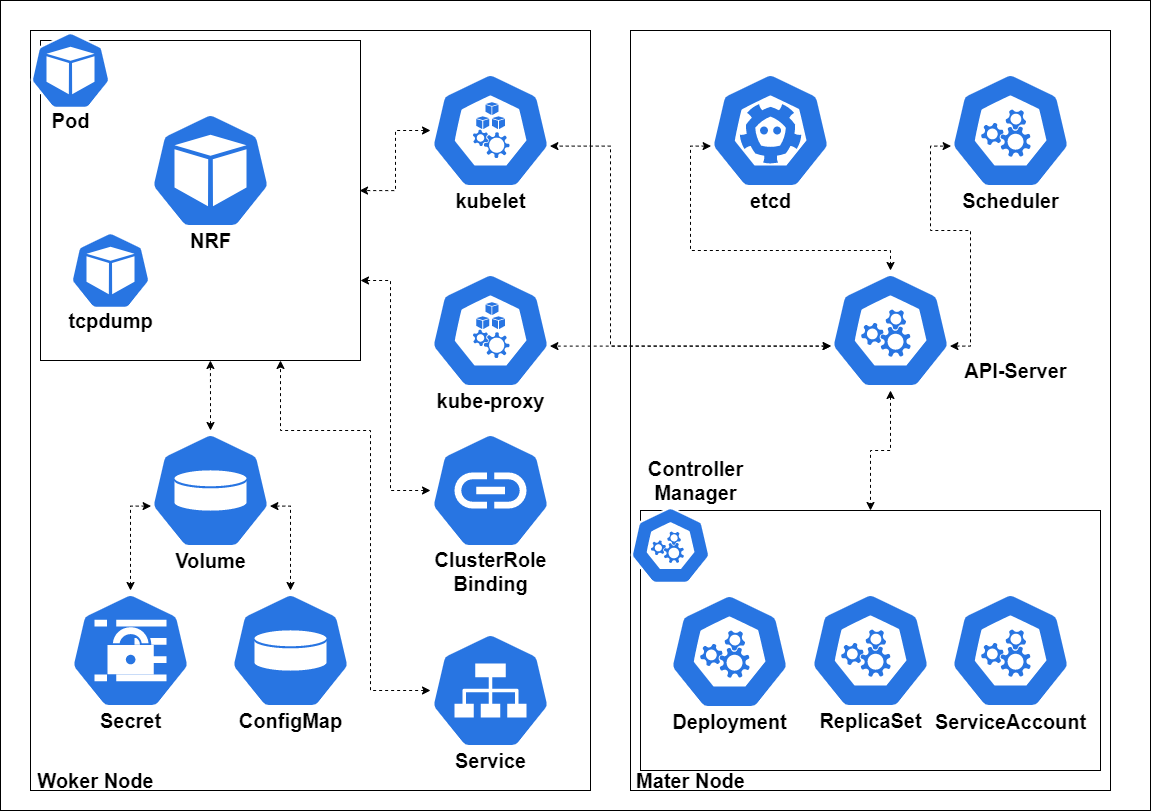 Pod
NRF
tcpdump
kubelet
kube-proxy
Volume
ClusterRole
Binding
Secret
ConfigMap
Service
Woker Node
etcd
Scheduler
API-Server
Controller
Manager
Deployment
ReplicaSet
ServiceAccount
Mater Node